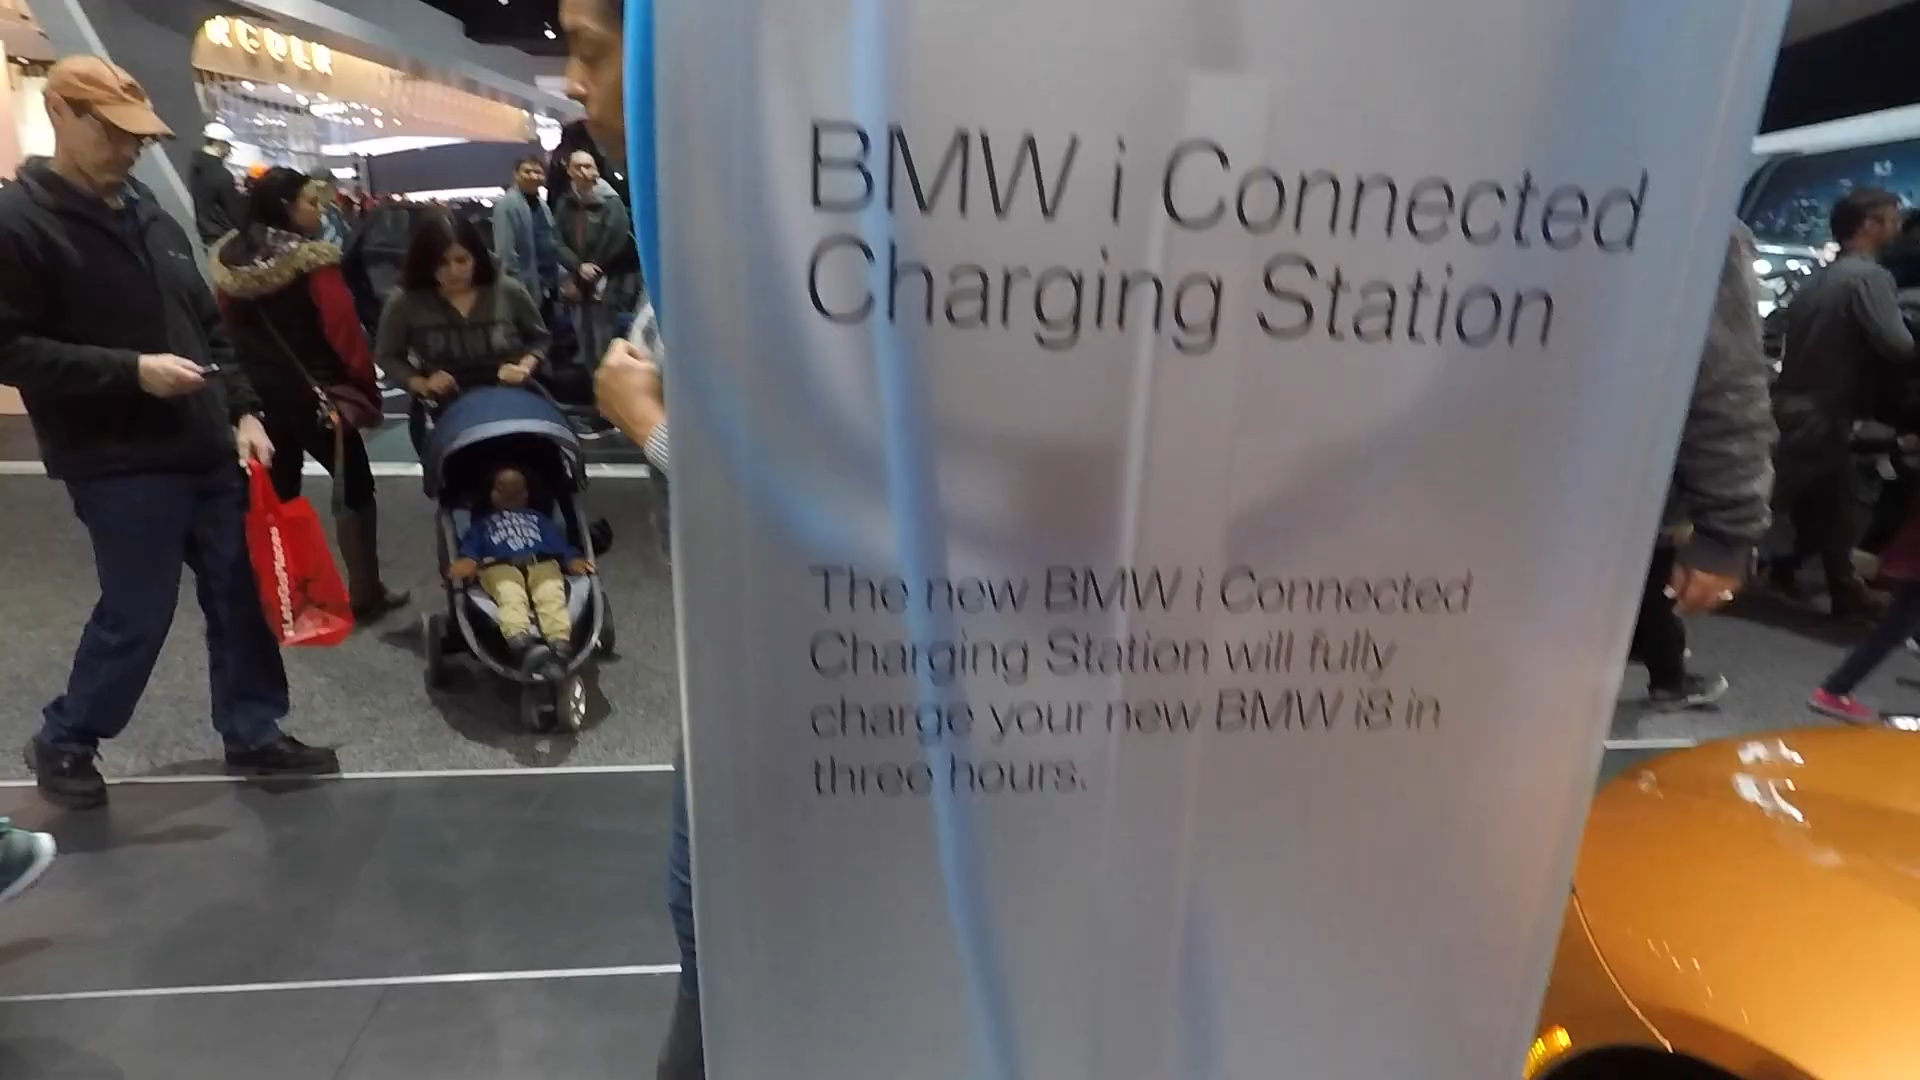 BMW i Connected
Charging Station
The new BMW i Connected
Charging Station will fully
charge your new BMW i8 in
three hours.
#LetsGoPlaces